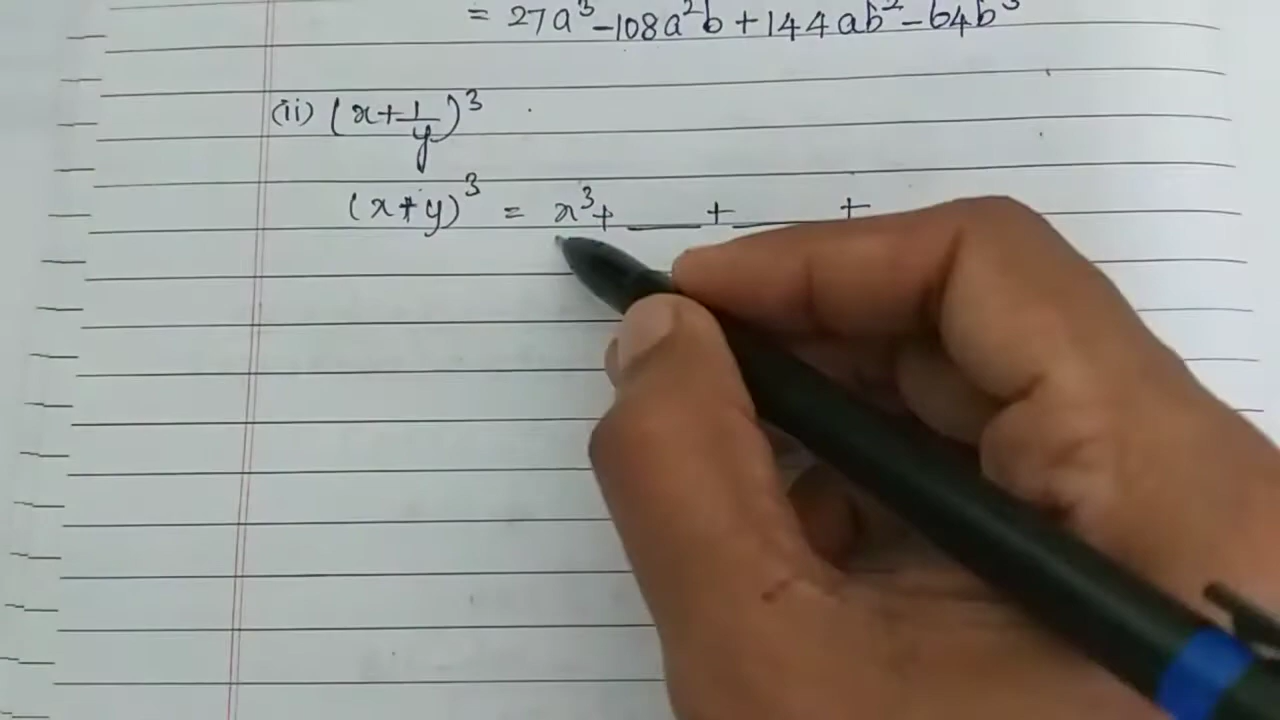 = 27a³-108a²b+144ab²-64b³
(ii) (x+1/y)³
(x+y)³ = x³+ ___ + ___ +